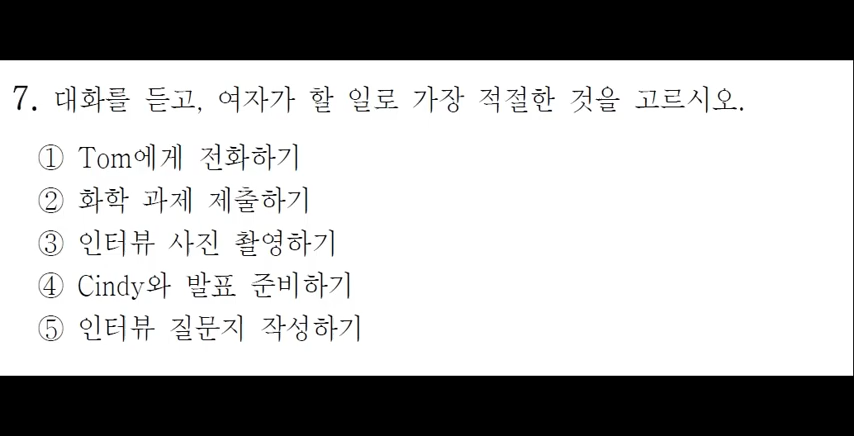 7. 대화를 듣고, 여자가 할 일로 가장 적절한 것을 고르시오.
① Tom에게 전화하기
② 화학 과제 제출하기
③ 인터뷰 사진 촬영하기
④ Cindy와 발표 준비하기
⑤ 인터뷰 질문지 작성하기